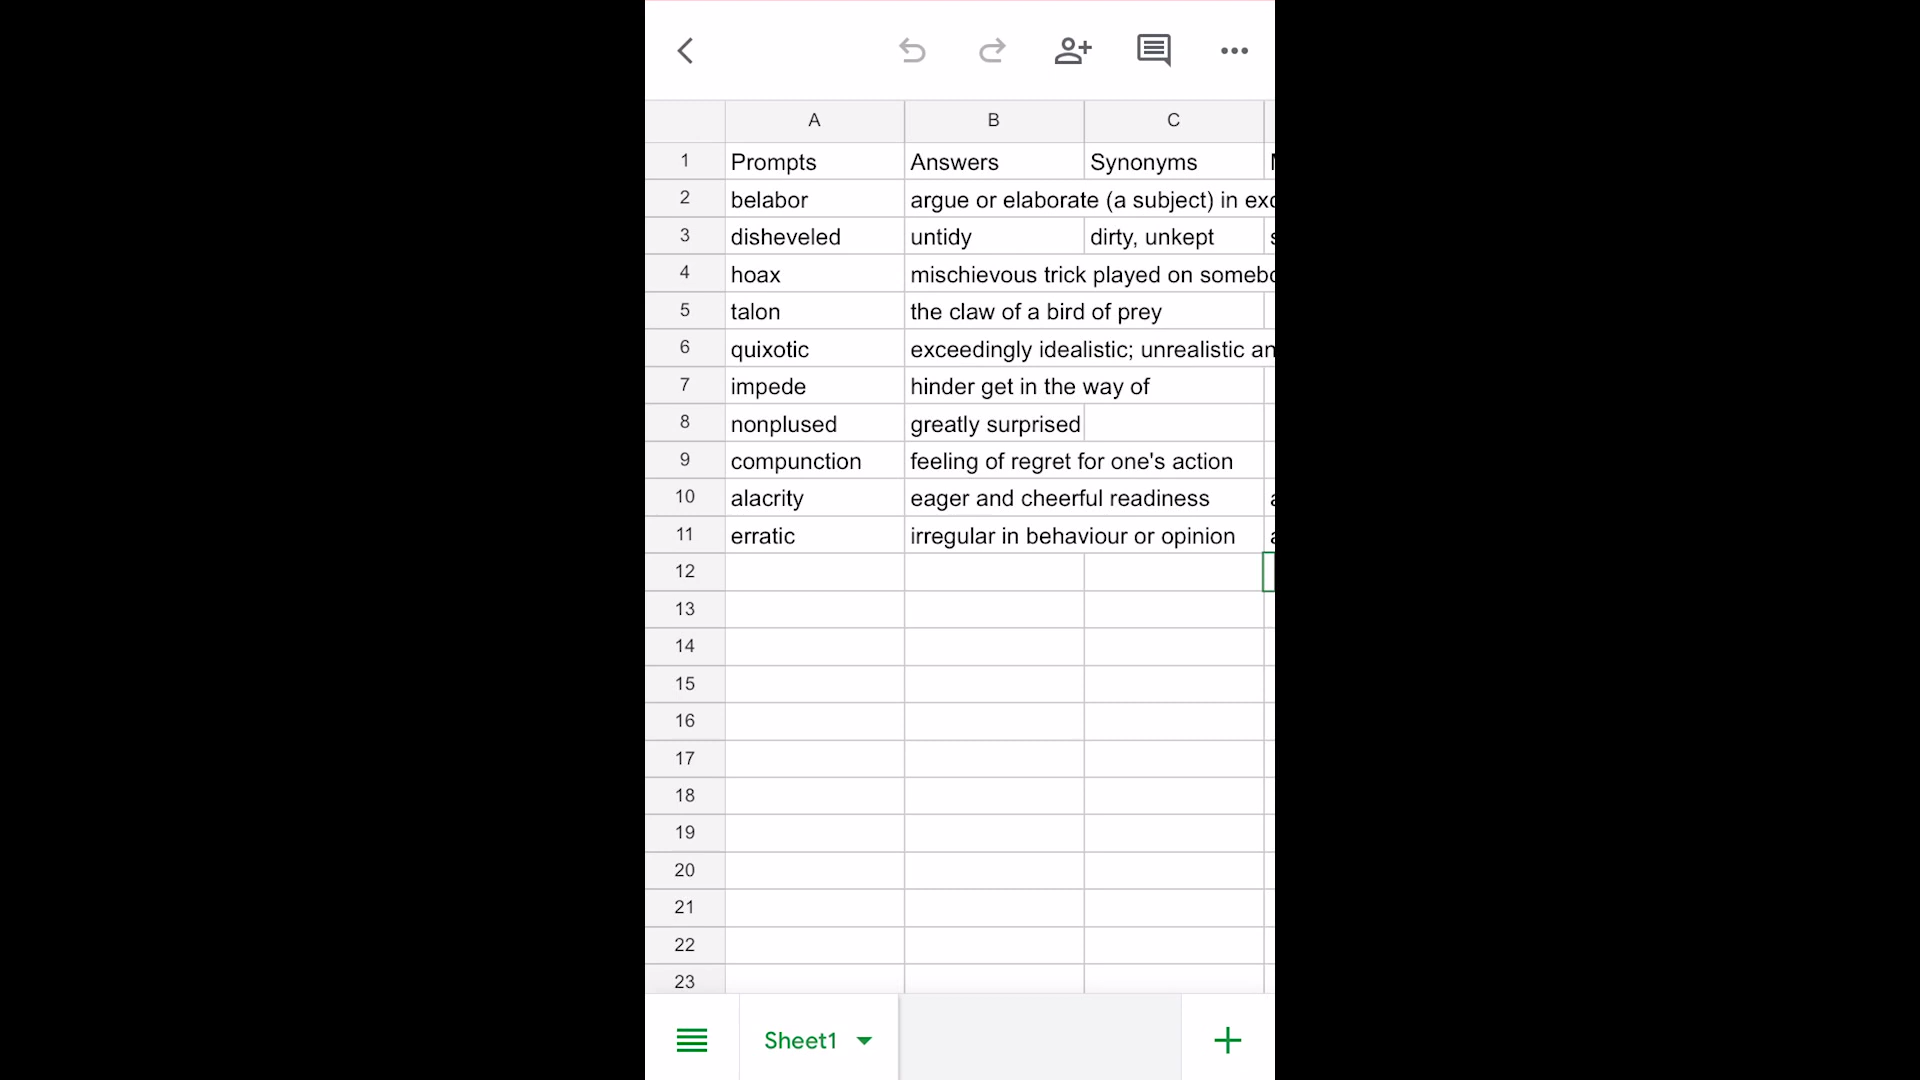 A B C
1 Prompts Answers Synonyms
2 belabor argue or elaborate (a subject) in
3 disheveled untidy dirty, unkept
4 hoax mischievous trick played on
5 talon the claw of a bird of prey
6 quixotic exceedingly idealistic; unrealistic
7 impede hinder get in the way of
8 nonplused greatly surprised
9 compunction feeling of regret for one's action
10 alacrity eager and cheerful readiness
11 erratic irregular in behaviour or opinion
12
13
14
15
16
17
18
19
20
21
22
23
Sheet1